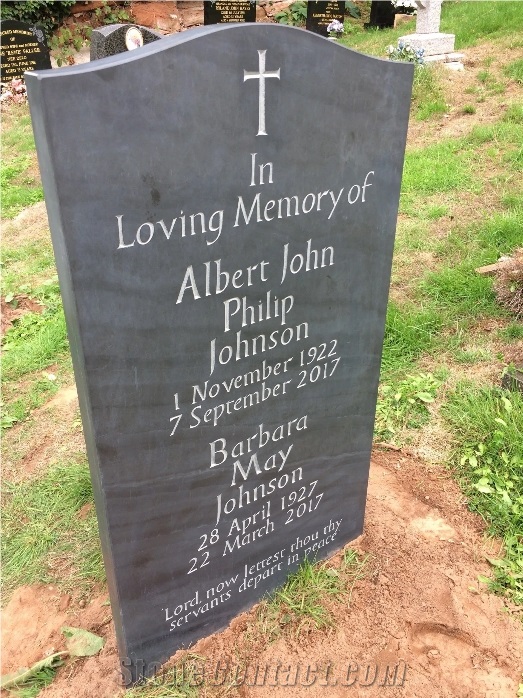 In
Loving Memory of
Albert John
Philip
Johnson
1 November 1922
7 September 2017
Barbara
May
Johnson
28 April 1927
22 March 2017
'Lord, now lettest thou thy
servants depart in peace'
StoneContact.com